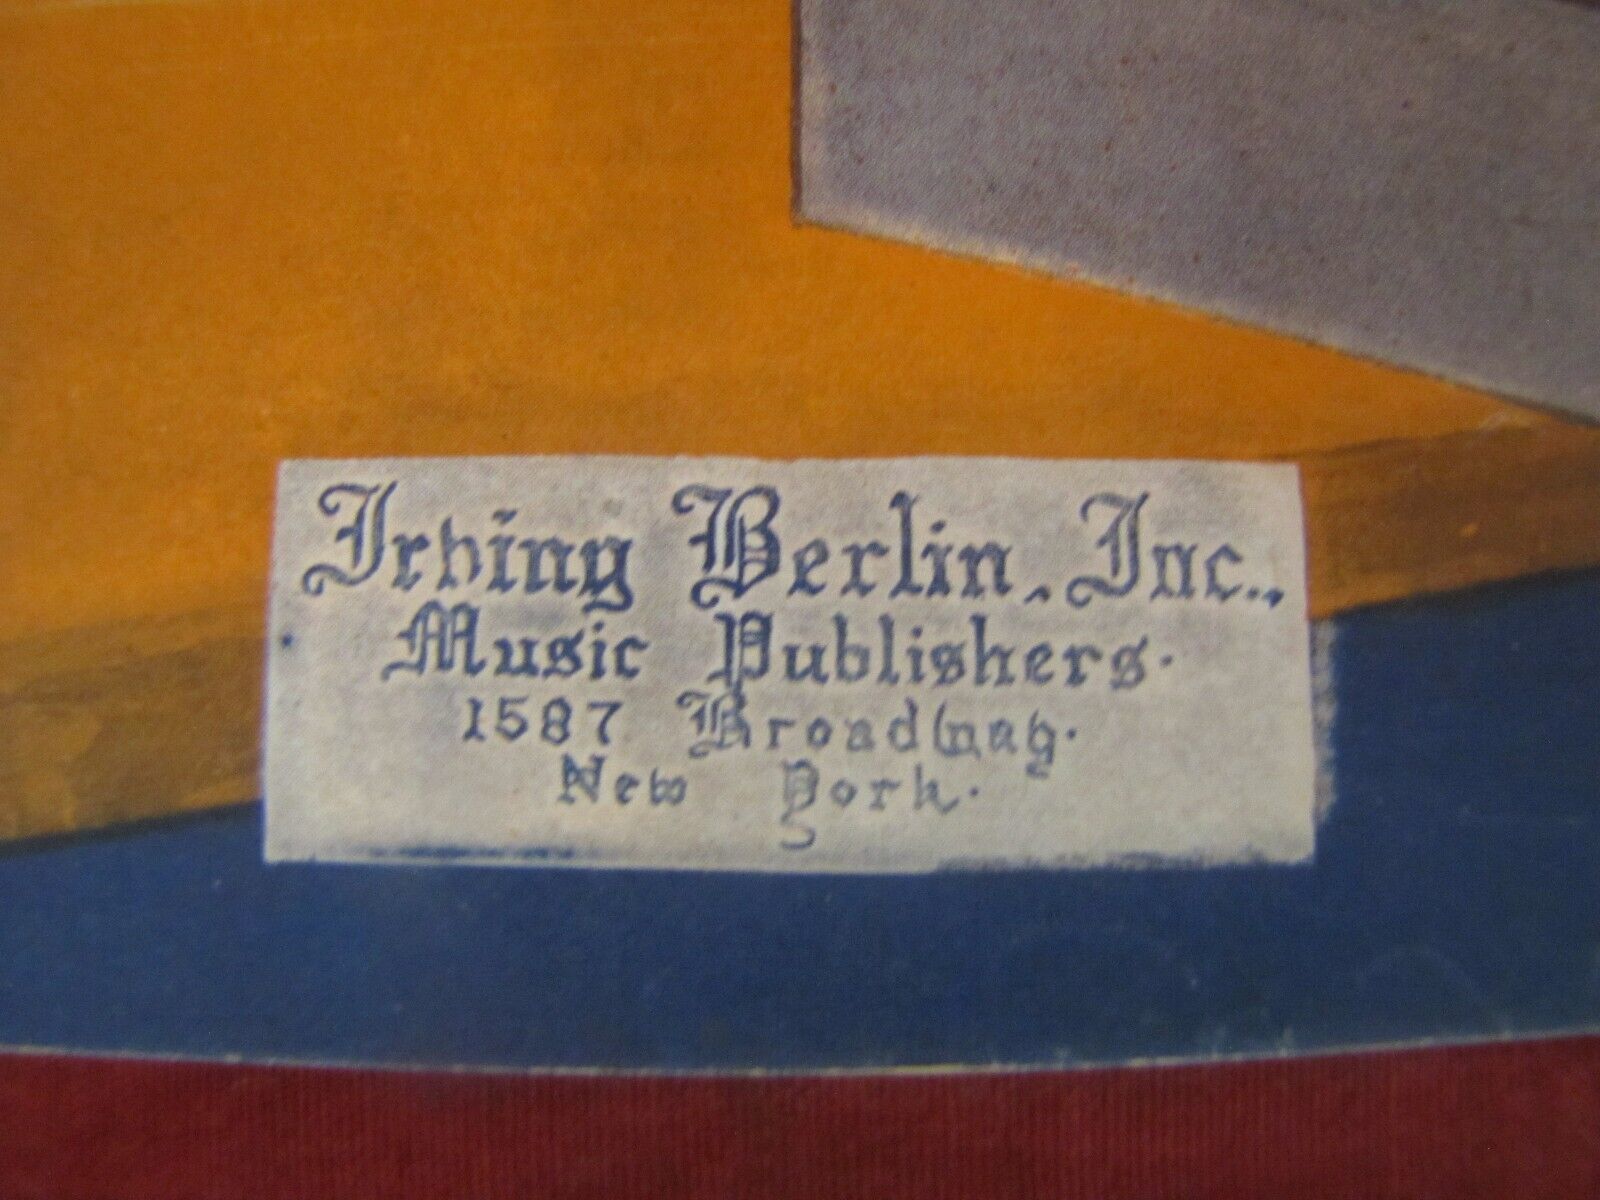 Irving Berlin, Inc.,
Music Publishers.
1587 Broadway.
New York.